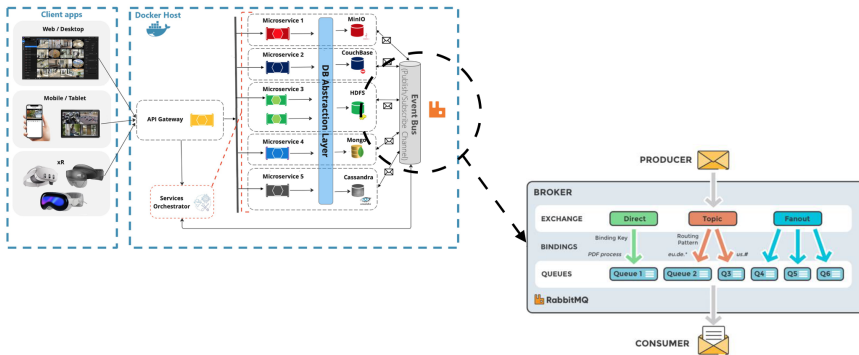 Client apps
Web / Desktop
Mobile / Tablet
xR
Docker Host
API Gateway
Services
Orchestrator
Microservice 1
Microservice 2
Microservice 3
Microservice 4
Microservice 5
DB Abstraction Layer
MinIO
CouchBase
HDFS
Mongo
Cassandra
Event Bus
(Publish/Subscribe Channel)
PRODUCER
BROKER
EXCHANGE
Direct
Topic
Fanout
BINDINGS
Binding Key
PDF process
Routing
Pattern
eu.de.*
us.#
QUEUES
Queue 1
Queue 2
Q3
Q4
Q5
Q6
RabbitMQ
CONSUMER